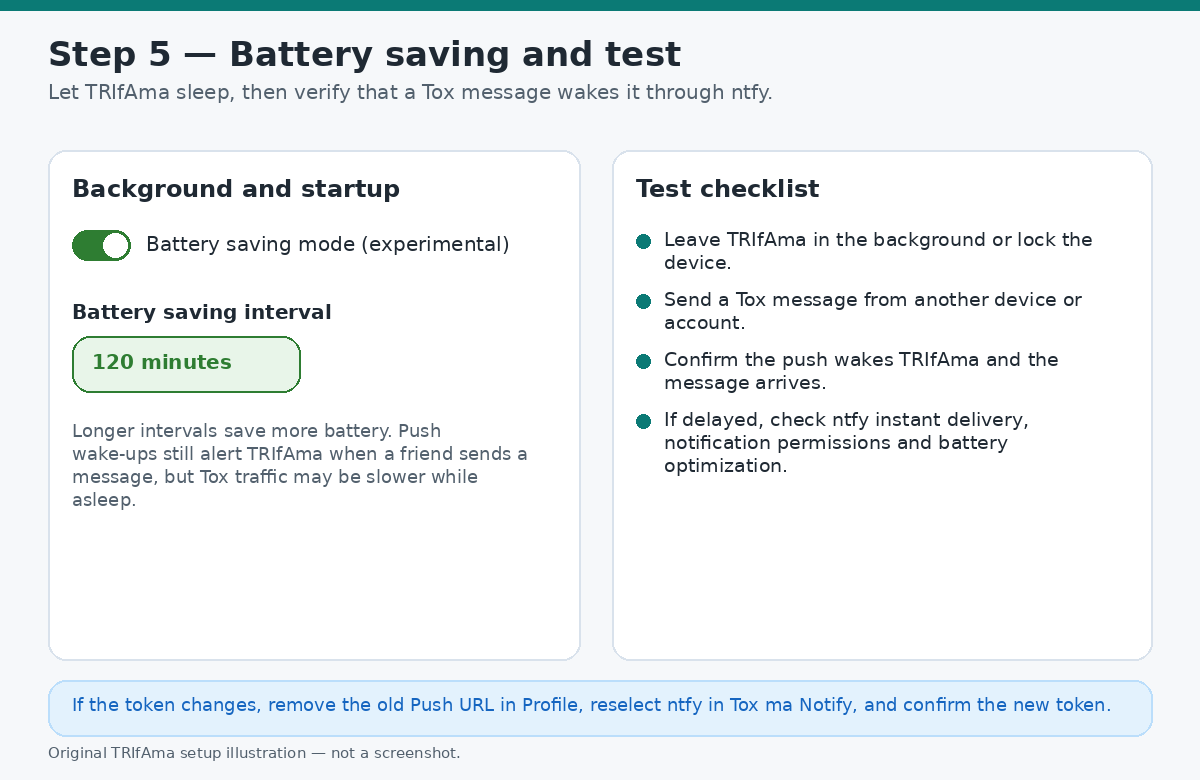 Step 5 — Battery saving and test
Let TRIfAma sleep, then verify that a Tox message wakes it through ntfy.
Background and startup
Battery saving mode (experimental)
Battery saving interval
120 minutes
Longer intervals save more battery. Push
wake-ups still alert TRIfAma when a friend sends a
message, but Tox traffic may be slower while
asleep.
Test checklist
Leave TRIfAma in the background or lock the
device.
Send a Tox message from another device or
account.
Confirm the push wakes TRIfAma and the
message arrives.
If delayed, check ntfy instant delivery,
notification permissions and battery
optimization.
If the token changes, remove the old Push URL in Profile, reselect ntfy in Tox ma Notify, and confirm the new token.
Original TRIfAma setup illustration — not a screenshot.